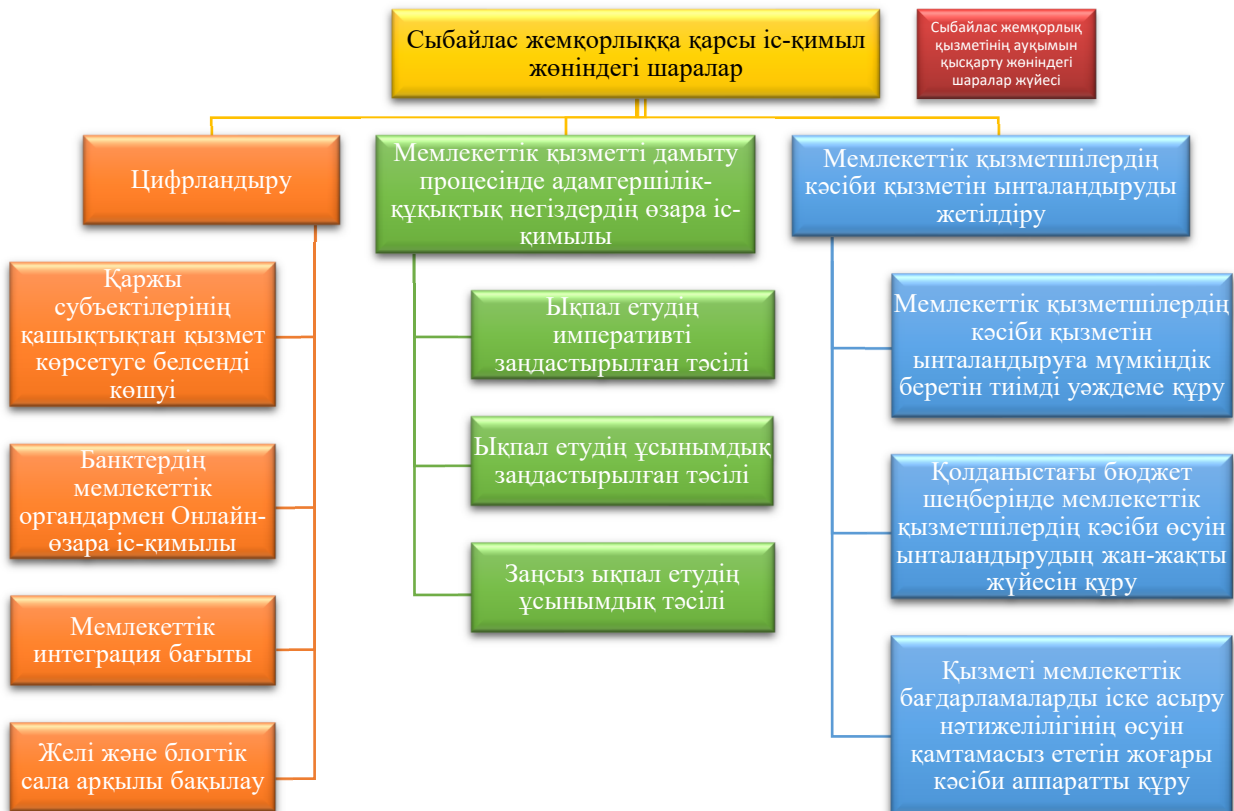 Сыбайлас жемқорлыққа қарсы іс-қимыл
жөніндегі шаралар
Сыбайлас жемқорлық
қызметінің ауқымын
қысқарту жөніндегі
шаралар жүйесі
Цифрландыру
Қаржы
субъектілерінің
қашықтықтан қызмет
көрсетуге белсенді
көшуі
Банктердің
мемлекеттік
органдармен Онлайн-
өзара іс-қимылы
Мемлекеттік
интеграция бағыты
Желі және блогтік
сала арқылы бақылау
Мемлекеттік қызметті дамыту
процесінде адамгершілік-
құқықтық негіздердің өзара іс-
қимылы
Ықпал етудің
императивті
заңдастырылған тәсілі
Ықпал етудің ұсынымдық
заңдастырылған тәсілі
Заңсыз ықпал етудің
ұсынымдық тәсілі
Мемлекеттік қызметшілердің
кәсіби қызметін ынталандыруды
жетілдіру
Мемлекеттік қызметшілердің
кәсіби қызметін
ынталандыруға мүмкіндік
беретін тиімді уәждеме құру
Қолданыстағы бюджет
шеңберінде мемлекеттік
қызметшілердің кәсіби өсуін
ынталандырудың жан-жақты
жүйесін құру
Қызметі мемлекеттік
бағдарламаларды іске асыру
нәтижелілігінің өсуін
қамтамасыз ететін жоғары
кәсіби аппаратты құру